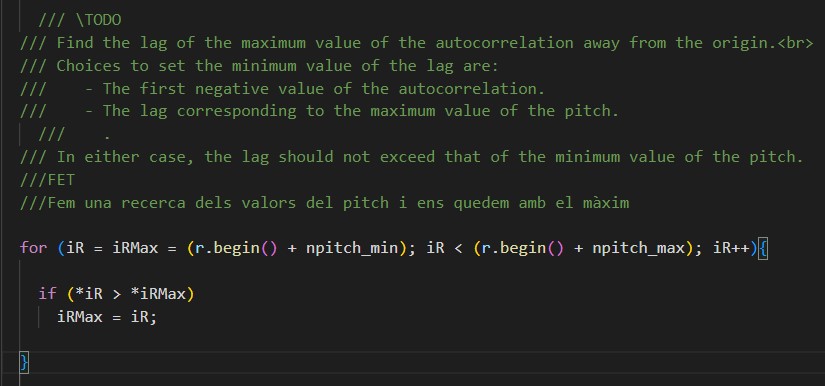 /// \TODO
/// Find the lag of the maximum value of the autocorrelation away from the origin.<br>
/// Choices to set the minimum value of the lag are:
///    - The first negative value of the autocorrelation.
///    - The lag corresponding to the maximum value of the pitch.
///    .
/// In either case, the lag should not exceed that of the minimum value of the pitch.
///FET
///Fem una recerca dels valors del pitch i ens quedem amb el màxim
for (iR = iRMax = (r.begin() + npitch_min); iR < (r.begin() + npitch_max); iR++){
if (*iR > *iRMax)
iRMax = iR;
}